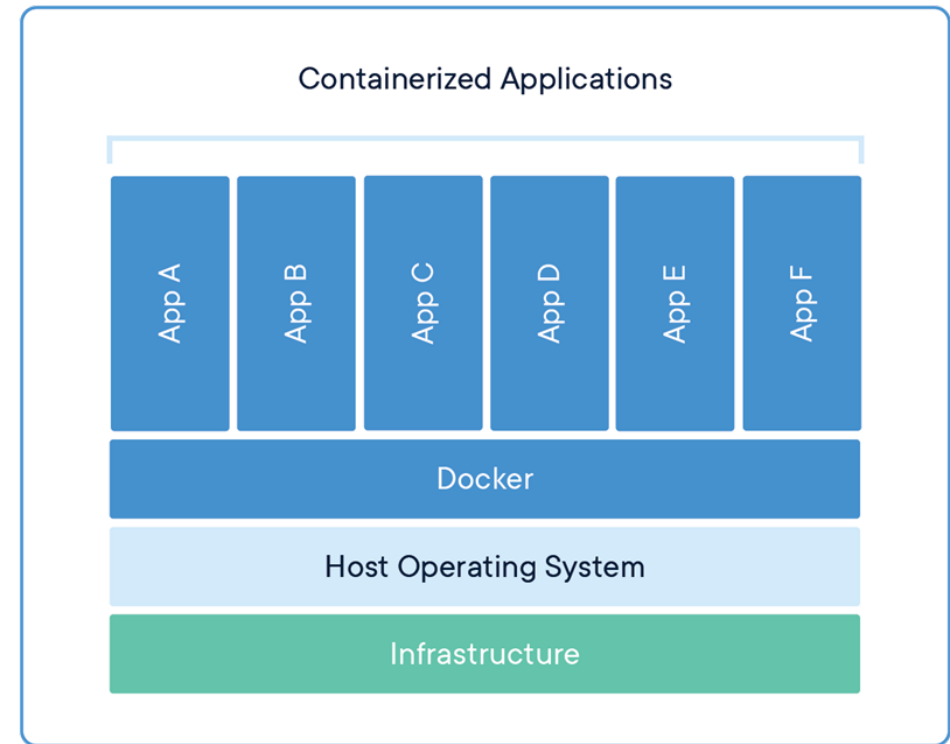 Containerized Applications
App A
App B
App C
App D
App E
App F
Docker
Host Operating System
Infrastructure